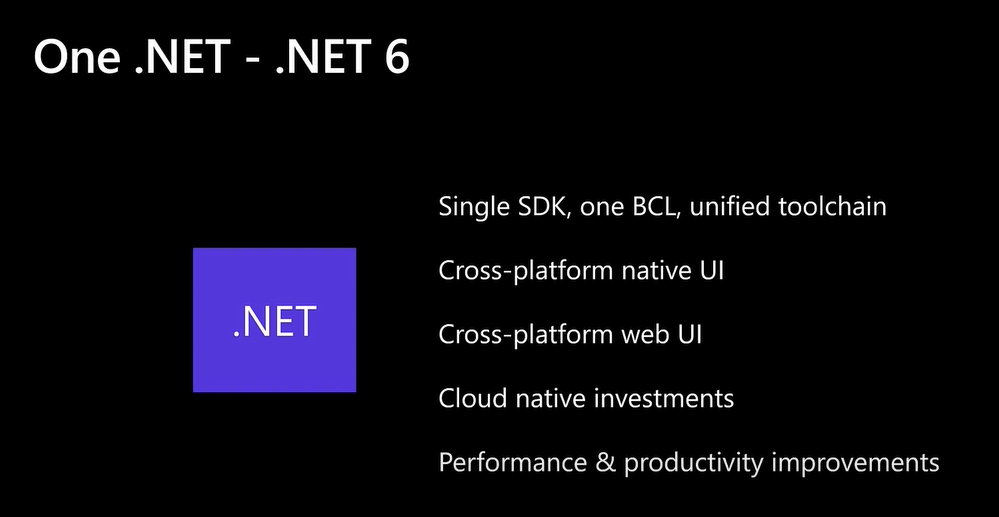 One .NET - .NET 6
Single SDK, one BCL, unified toolchain
Cross-platform native UI
.NET
Cross-platform web UI
Cloud native investments
Performance & productivity improvements